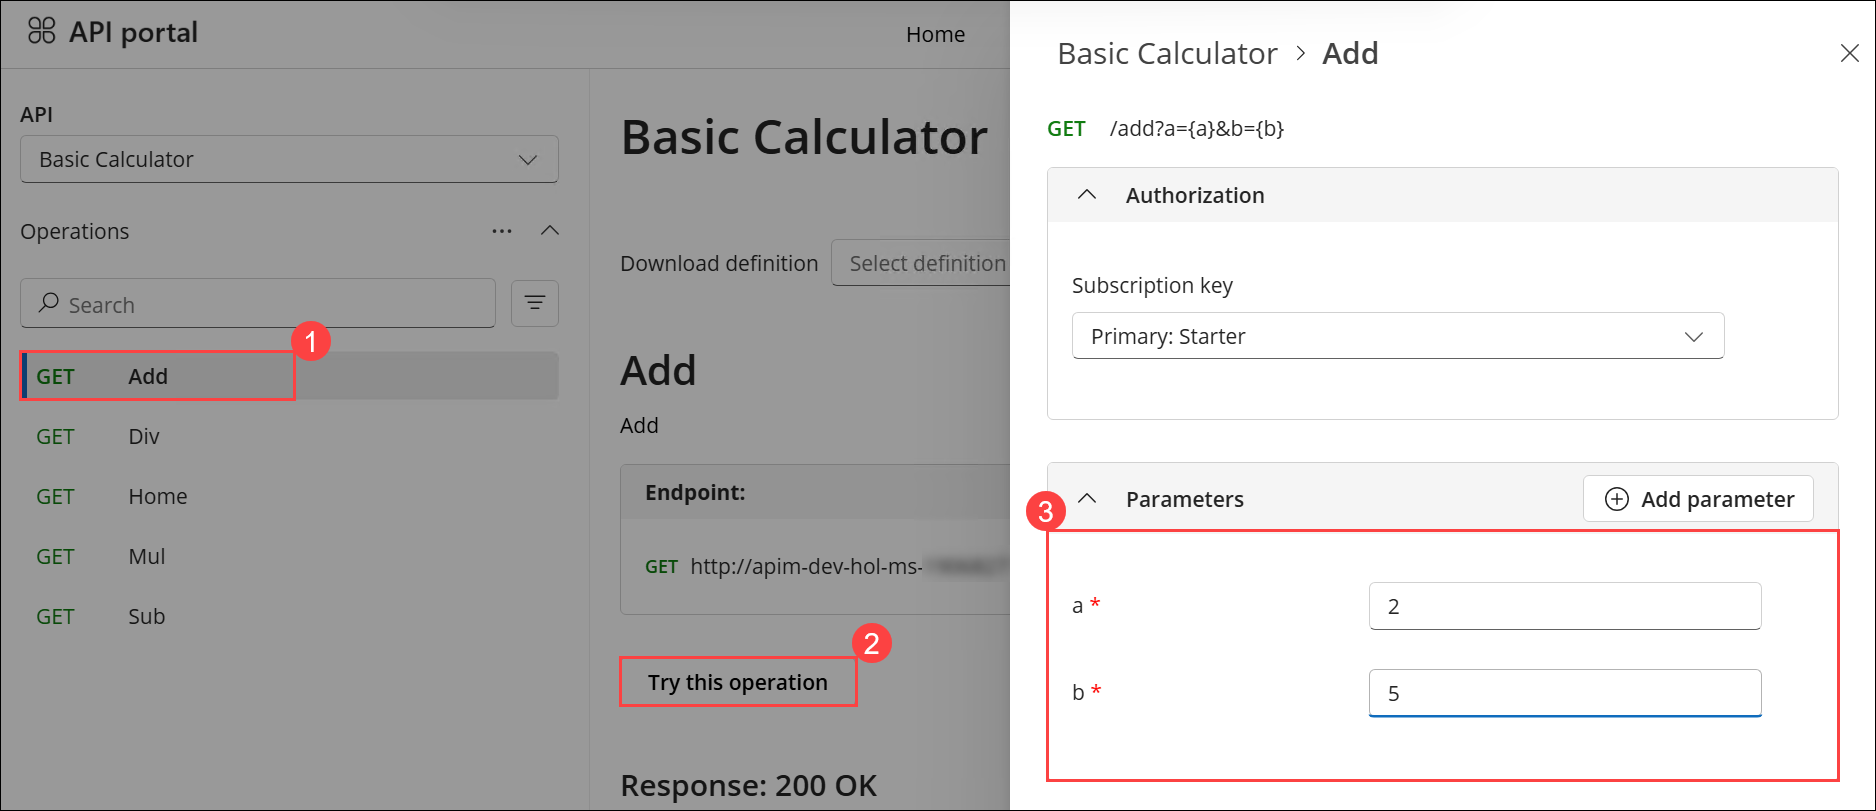 API portal
Home
API
Basic Calculator
Operations
Search
1
GET Add
GET Div
GET Home
GET Mul
GET Sub
Basic Calculator
Download definition Select definition
Add
Add
Endpoint:
GET http://apim-dev-hol-ms-
2
Try this operation
Response: 200 OK
Basic Calculator > Add
GET /add?a={a}&b={b}
Authorization
Subscription key
Primary: Starter
3
Parameters
Add parameter
a * 2
b * 5